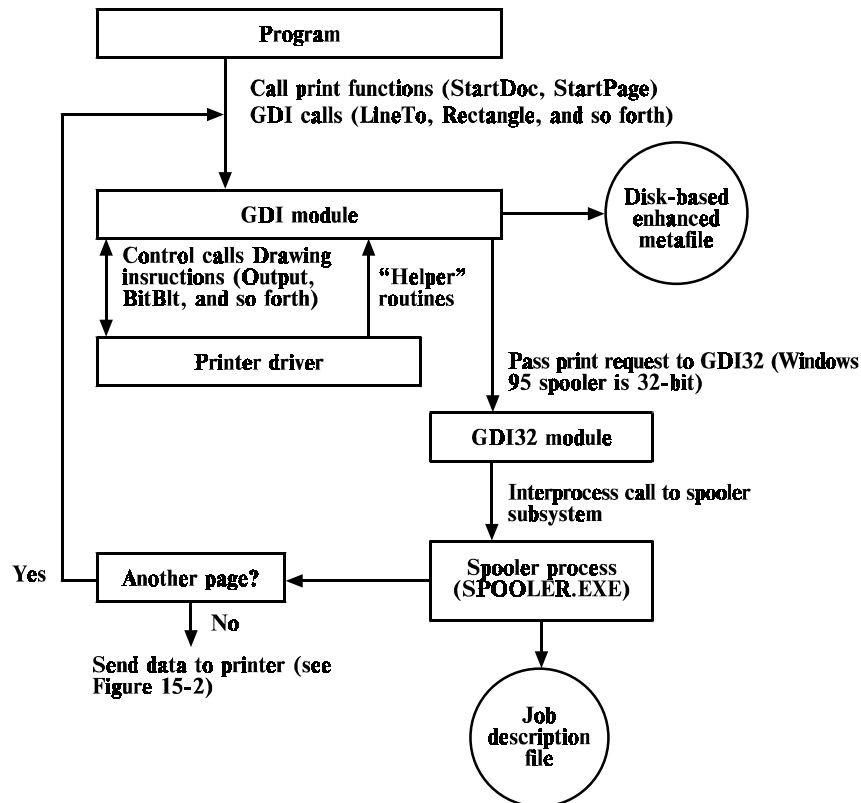 Program
Call print functions (StartDoc, StartPage)
GDI calls (LineTo, Rectangle, and so forth)
GDI module
Disk-based
enhanced
metafile
Control calls Drawing
insructions (Output,
BitBlt, and so forth)
“Helper”
routines
Printer driver
Pass print request to GDI32 (Windows
95 spooler is 32-bit)
GDI32 module
Interprocess call to spooler
subsystem
Yes
Another page?
Spooler process
(SPOOLER.EXE)
No
Send data to printer (see
Figure 15-2)
Job
description
file